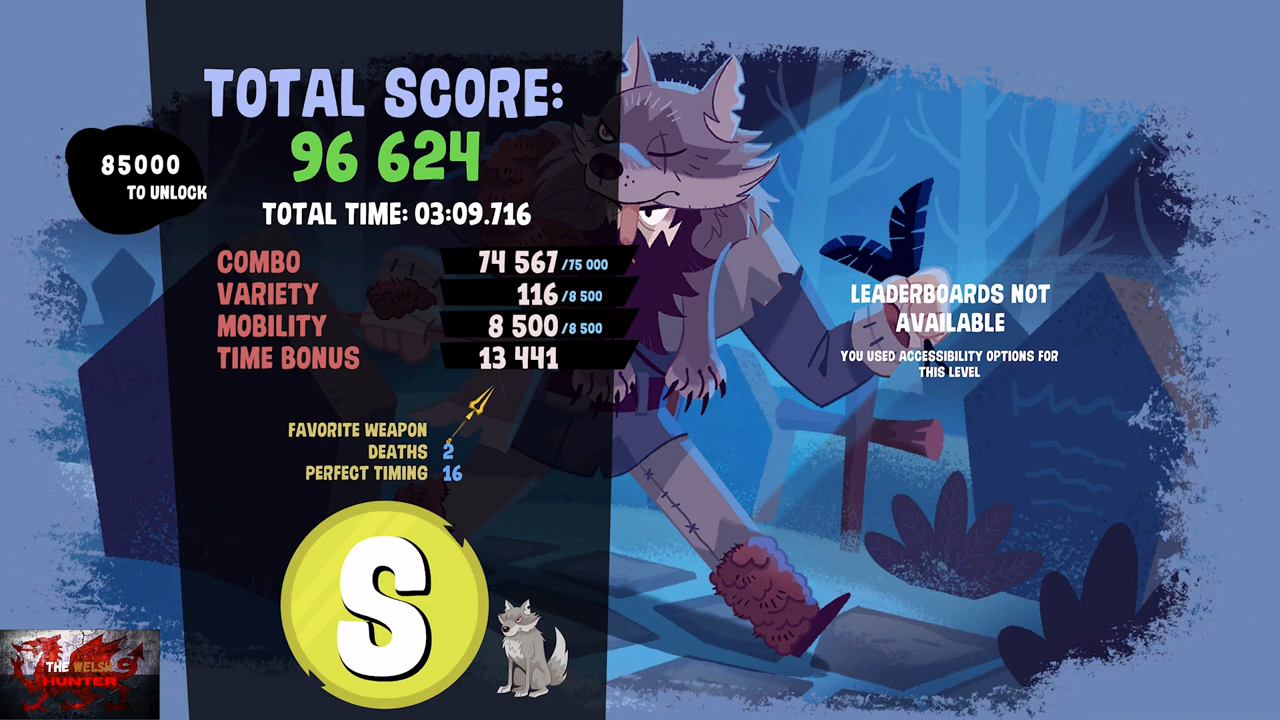 TOTAL SCORE:
96 624
85000
TO UNLOCK
TOTAL TIME: 03:09.716
COMBO 74 567 /75 000
VARIETY 116 /8 500
MOBILITY 8 500 /8 500
TIME BONUS 13 441
LEADERBOARDS NOT
AVAILABLE
YOU USED ACCESSIBILITY OPTIONS FOR
THIS LEVEL
FAVORITE WEAPON
DEATHS 2
PERFECT TIMING 16
S
THE WELSH
HUNTER